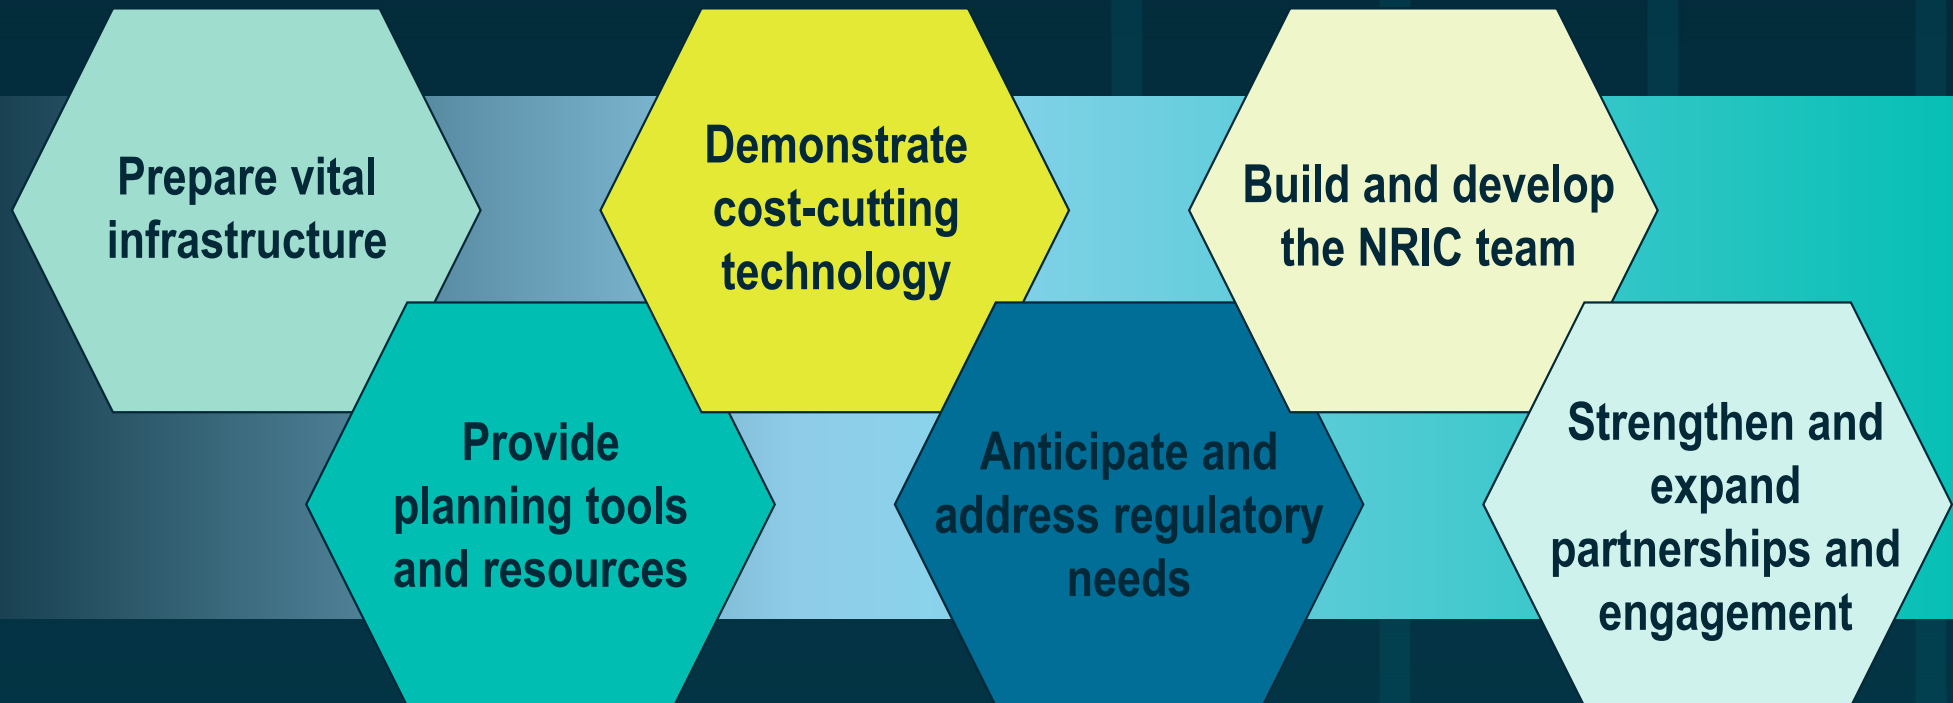 Prepare vital
infrastructure
Provide
planning tools
and resources
Demonstrate
cost-cutting
technology
Anticipate and
address regulatory
needs
Build and develop
the NRIC team
Strengthen and
expand
partnerships and
engagement